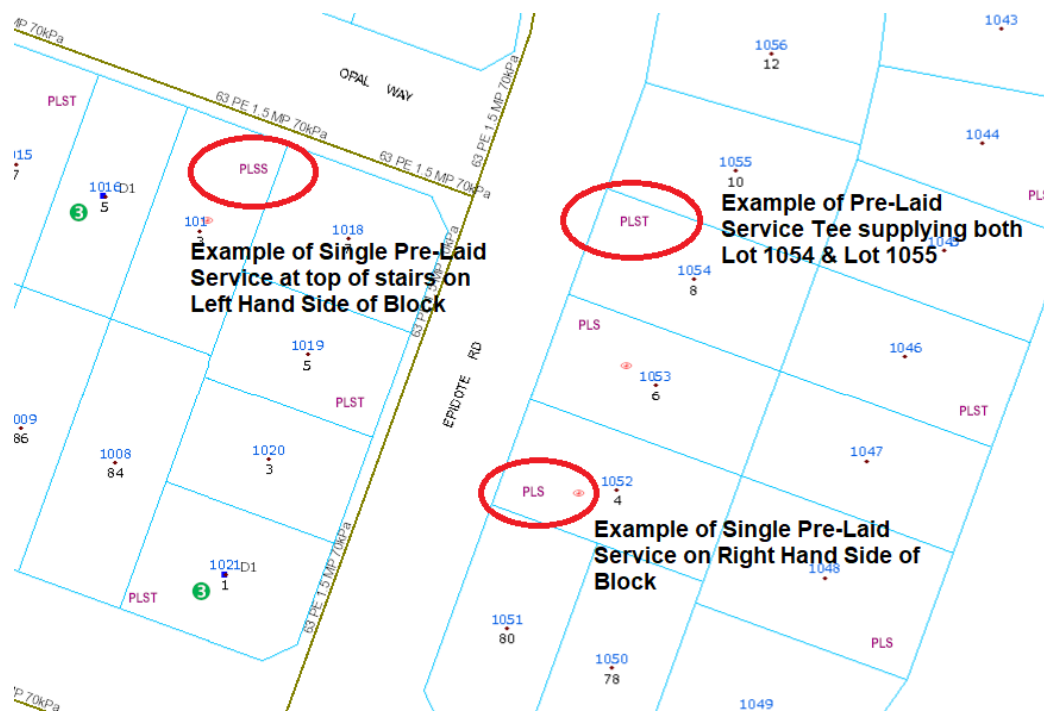 MP 70kPa
OPAL WAY
63 PE 1.5 MP 70kPa
63 PE 1.5 MP 70kPa
63 PE 1.5 MP 70kPa
1043
1056
12
PLST
1044
015
7
1016
D1
5
3
PLSS
101
3
1018
1055
10
PLST
Example of Pre-Laid
Service Tee supplying both
Lot 1054 & Lot 1055
1045
Example of Single Pre-Laid
Service at top of stairs on
Left Hand Side of Block
63 PE 1.5 MP 70kPa
1054
8
PLS
1019
5
EPIDOTE RD
1053
6
1046
PLST
PLST
009
86
1008
84
1020
3
1047
PLS
1052
4
Example of Single Pre-Laid
Service on Right Hand Side of
Block
1048
1021
D1
1
3
PLST
63 PE 1.5 MP 70kPa
1051
80
PLS
1050
78
1049
P 70kPa